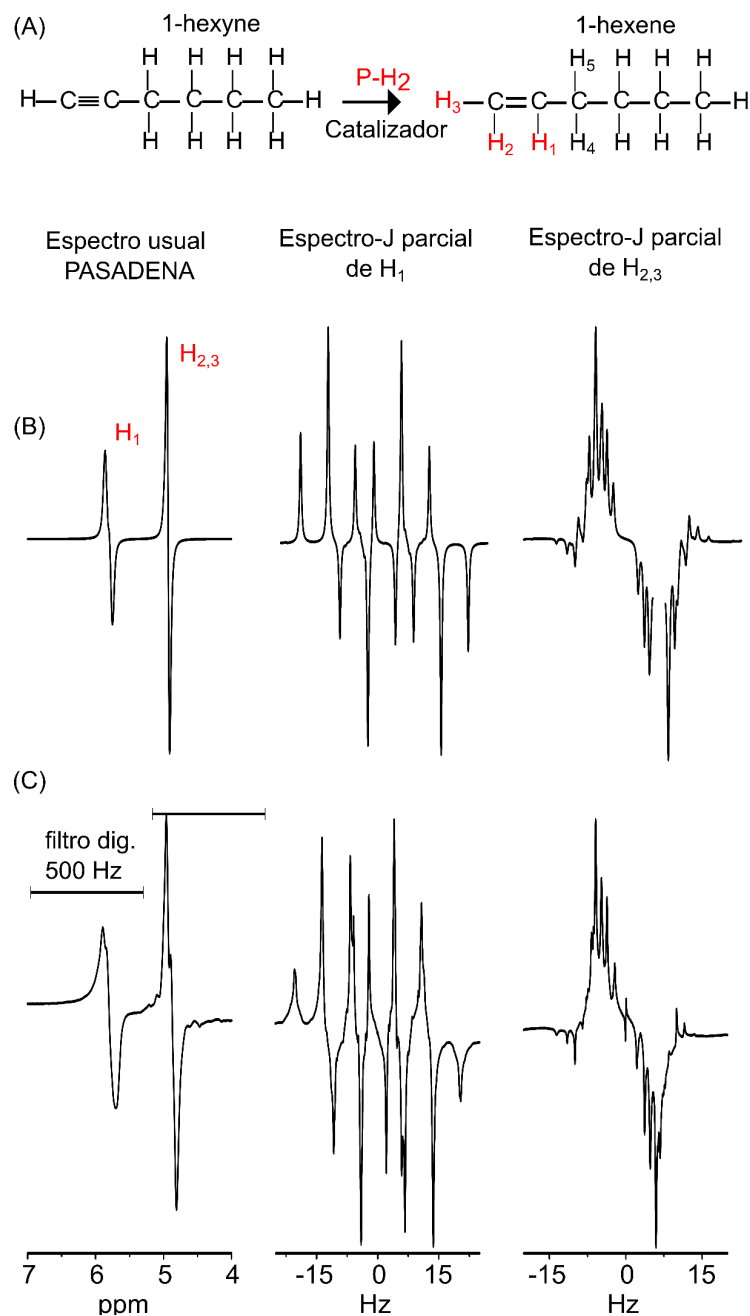 (A)
1-hexyne
1-hexene
H H H H
H—C≡C—C—C—C—C—H
H H H H
P-H2
Catalizador
H5 H H H
H3—C=C—C—C—C—C—H
H2 H1 H4 H H H
Espectro usual
PASADENA
Espectro-J parcial
de H1
Espectro-J parcial
de H2,3
(B)
H1
H2,3
(C)
filtro dig.
500 Hz
7 6 5 4
ppm
-15 0 15
Hz
-15 0 15
Hz